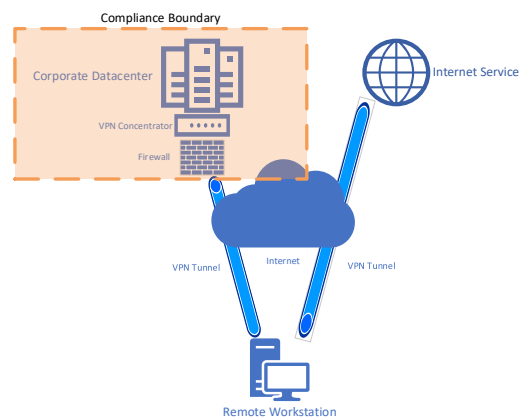 Compliance Boundary
Corporate Datacenter
Internet Service
VPN Concentrator
Firewall
Internet
VPN Tunnel
VPN Tunnel
Remote Workstation